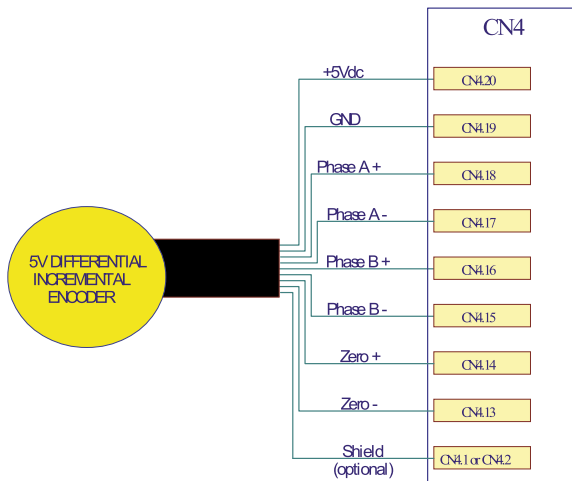 CN4
+5Vdc
CN4.20
GND
CN4.19
Phase A +
CN4.18
Phase A -
CN4.17
5V DIFFERENTIAL
INCREMENTAL
ENCODER
Phase B +
CN4.16
Phase B -
CN4.15
Zero +
CN4.14
Zero -
CN4.13
Shield
(optional)
CN4.1 or CN4.2